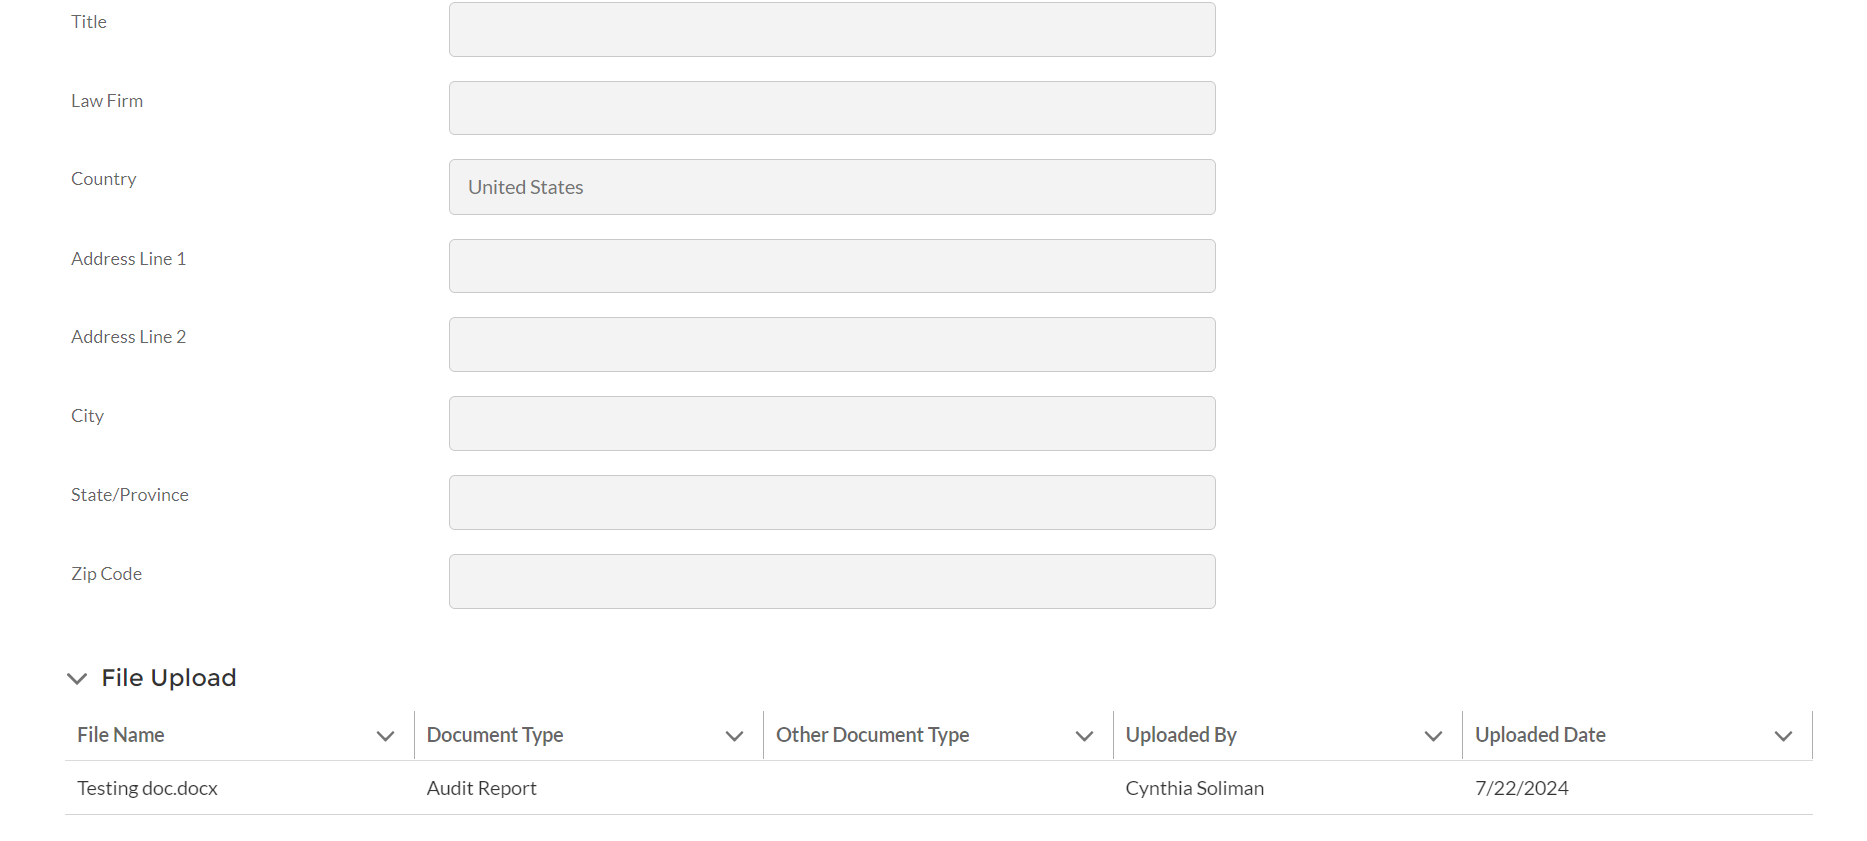 Title
Law Firm
Country
United States
Address Line 1
Address Line 2
City
State/Province
Zip Code
File Upload
File Name Document Type Other Document Type Uploaded By Uploaded Date
Testing doc.docx Audit Report Cynthia Soliman 7/22/2024